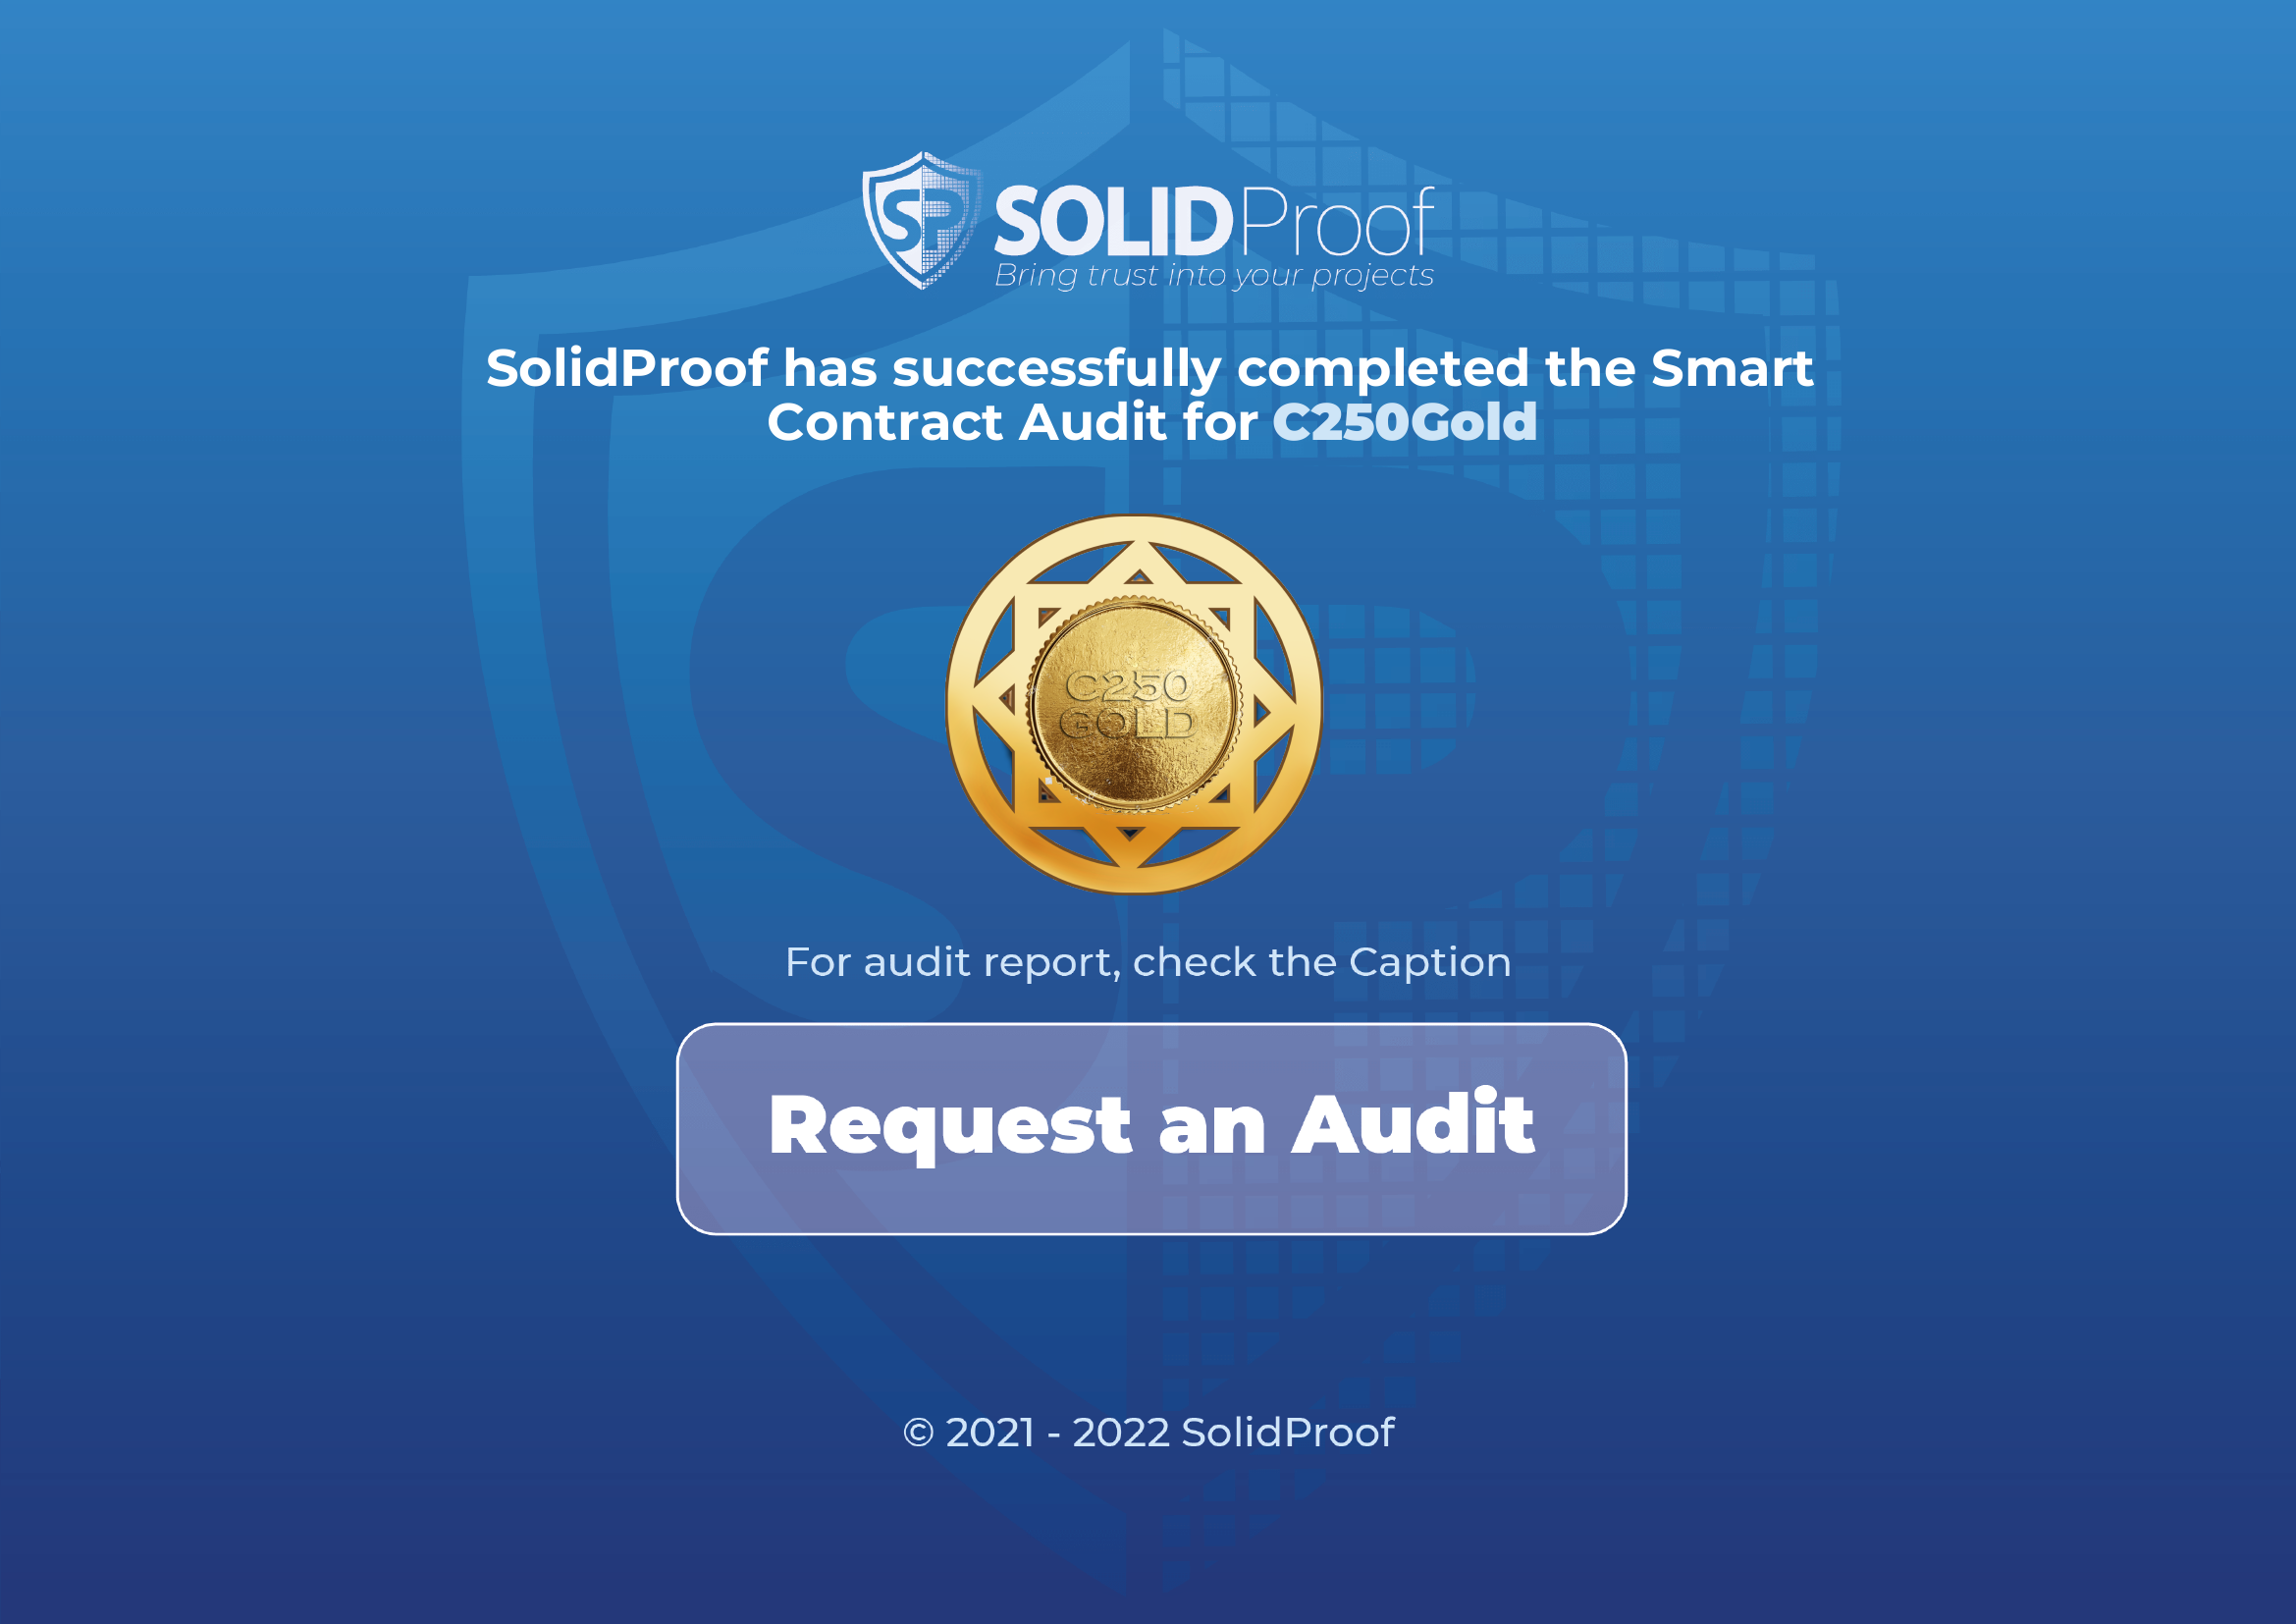 SP SOLIDProof
Bring trust into your projects
SolidProof has successfully completed the Smart
Contract Audit for C250Gold
C250
GOLD
For audit report, check the Caption
Request an Audit
© 2021 - 2022 SolidProof